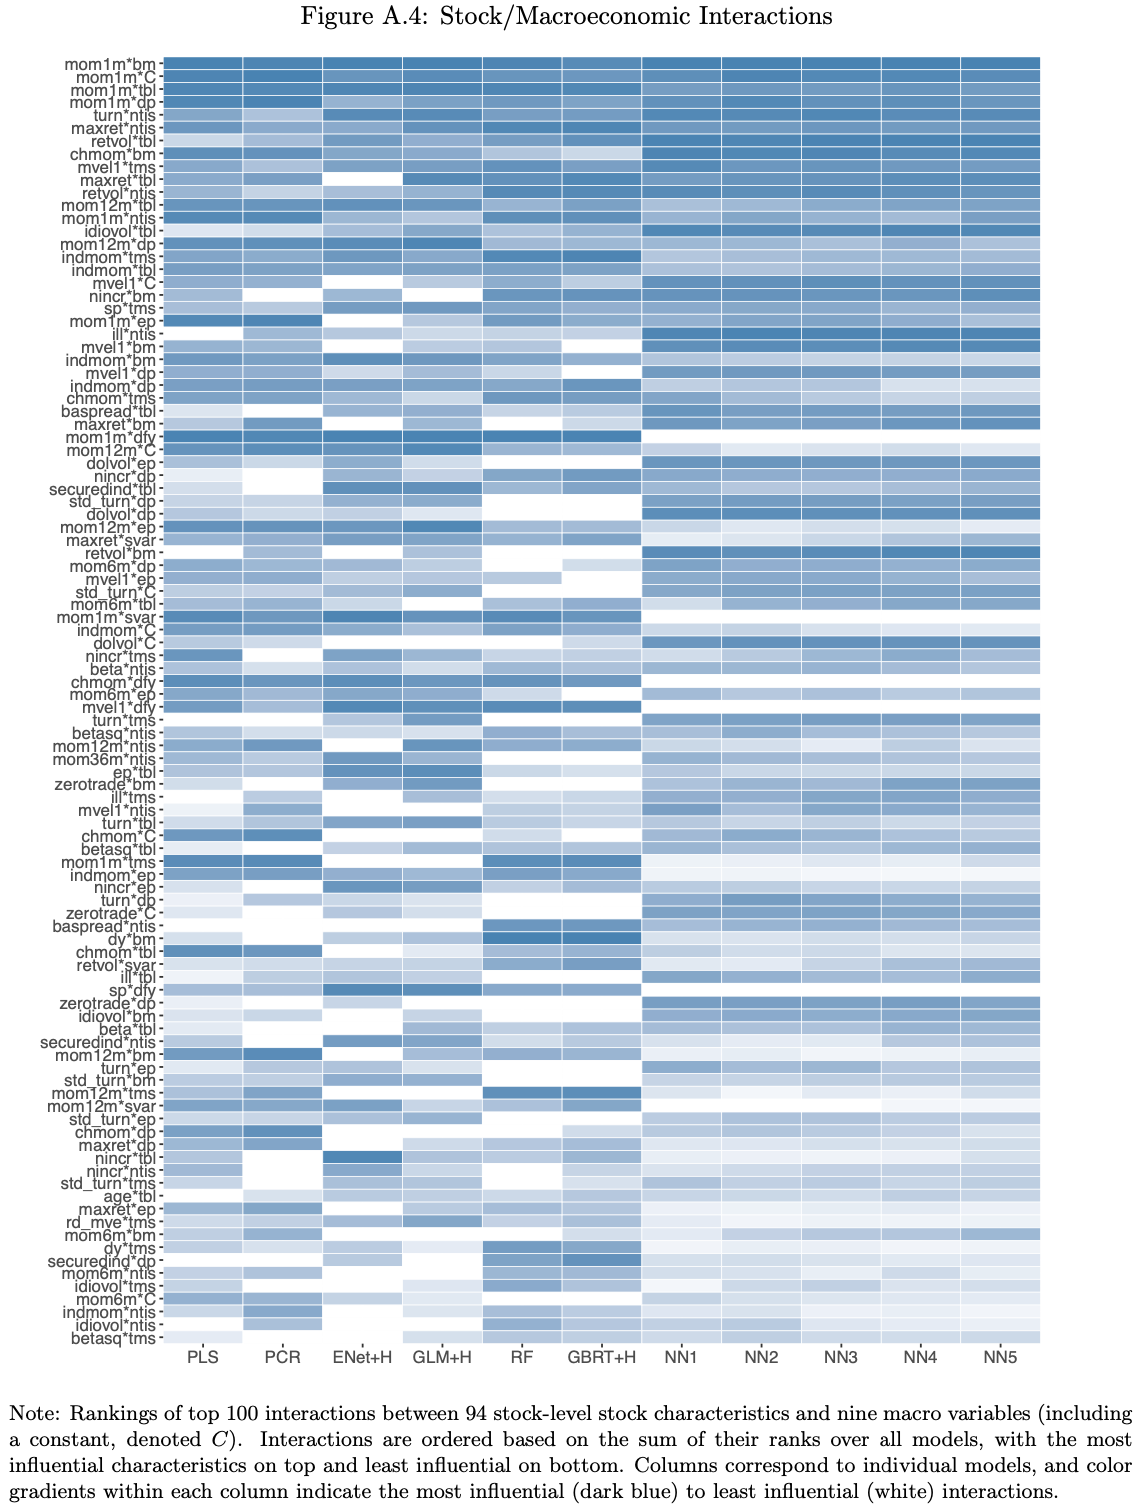 Figure A.4: Stock/Macroeconomic Interactions
mom1m*bm
mom1m*C
mom1m*tbl
mom1m*dp
turn*ntis
maxret*ntis
retvol*tbl
chmom*bm
mvel1*tms
maxret*tbl
retvol*ntis
mom12m*tbl
mom1m*ntis
idiovol*tbl
mom12m*dp
indmom*tms
indmom*tbl
mvel1*C
nincr*bm
sp*tms
mom1m*ep
ill*ntis
mvel1*bm
indmom*bm
mvel1*dp
indmom*dp
chmom*tms
baspread*tbl
maxret*bm
mom1m*dfy
mom12m*C
dolvol*ep
nincr*dp
securedind*tbl
std_turn*dp
dolvol*dp
mom12m*ep
maxret*svar
retvol*bm
mom6m*dp
mvel1*ep
std_turn*C
mom6m*tbl
mom1m*svar
indmom*C
dolvol*C
nincr*tms
beta*ntis
chmom*dfy
mom6m*ep
mvel1*dfy
turn*tms
betasq*ntis
mom12m*ntis
mom36m*ntis
ep*tbl
zerotrade*bm
ill*tms
mvel1*ntis
turn*tbl
chmom*C
betasq*tbl
mom1m*tms
indmom*ep
nincr*ep
turn*dp
zerotrade*C
baspread*ntis
dy*bm
chmom*tbl
retvol*svar
ill*tbl
sp*dfy
zerotrade*dp
idiovol*bm
beta*tbl
securedind*ntis
mom12m*bm
turn*ep
std_turn*bm
mom12m*tms
mom12m*svar
std_turn*ep
chmom*dp
maxret*dp
nincr*tbl
nincr*ntis
std_turn*tms
age*tbl
maxret*ep
rd_mve*tms
mom6m*bm
dy*tms
securedind*dp
mom6m*ntis
idiovol*tms
mom6m*C
indmom*ntis
idiovol*ntis
betasq*tms
PLS PCR ENet+H GLM+H RF GBRT+H NN1 NN2 NN3 NN4 NN5
Note: Rankings of top 100 interactions between 94 stock-level stock characteristics and nine macro variables (including
a constant, denoted C). Interactions are ordered based on the sum of their ranks over all models, with the most
influential characteristics on top and least influential on bottom. Columns correspond to individual models, and color
gradients within each column indicate the most influential (dark blue) to least influential (white) interactions.